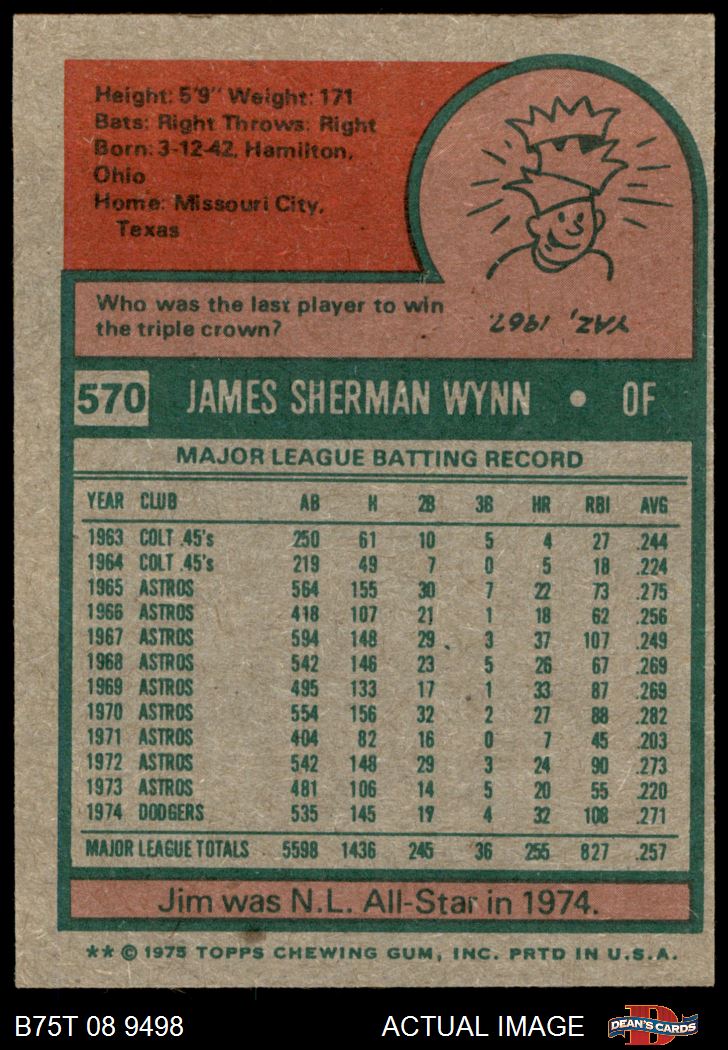 Height: 5'9" Weight: 171
Bats: Right Throws: Right
Born: 3-12-42, Hamilton,
Ohio
Home: Missouri City,
Texas
Who was the last player to win
the triple crown?
YAZ, 1967.
570 JAMES SHERMAN WYNN • OF
MAJOR LEAGUE BATTING RECORD
YEAR CLUB AB H 2B 3B HR RBI AVG
1963 COLT .45's 250 61 10 5 4 27 .244
1964 COLT .45's 219 49 7 0 5 18 .224
1965 ASTROS 564 155 30 7 22 73 .275
1966 ASTROS 418 107 21 1 18 62 .256
1967 ASTROS 594 148 29 3 37 107 .249
1968 ASTROS 542 146 23 5 26 67 .269
1969 ASTROS 495 133 17 1 33 87 .269
1970 ASTROS 554 156 32 2 27 88 .282
1971 ASTROS 404 82 16 0 7 45 .203
1972 ASTROS 542 148 29 3 24 90 .273
1973 ASTROS 481 106 14 5 20 55 .220
1974 DODGERS 535 145 17 4 32 108 .271
MAJOR LEAGUE TOTALS 5598 1436 245 36 255 827 .257
Jim was N.L. All-Star in 1974.
** © 1975 TOPPS CHEWING GUM, INC. PRTD IN U.S.A.
B75T 08 9498 ACTUAL IMAGE D DEAN'S CARDS